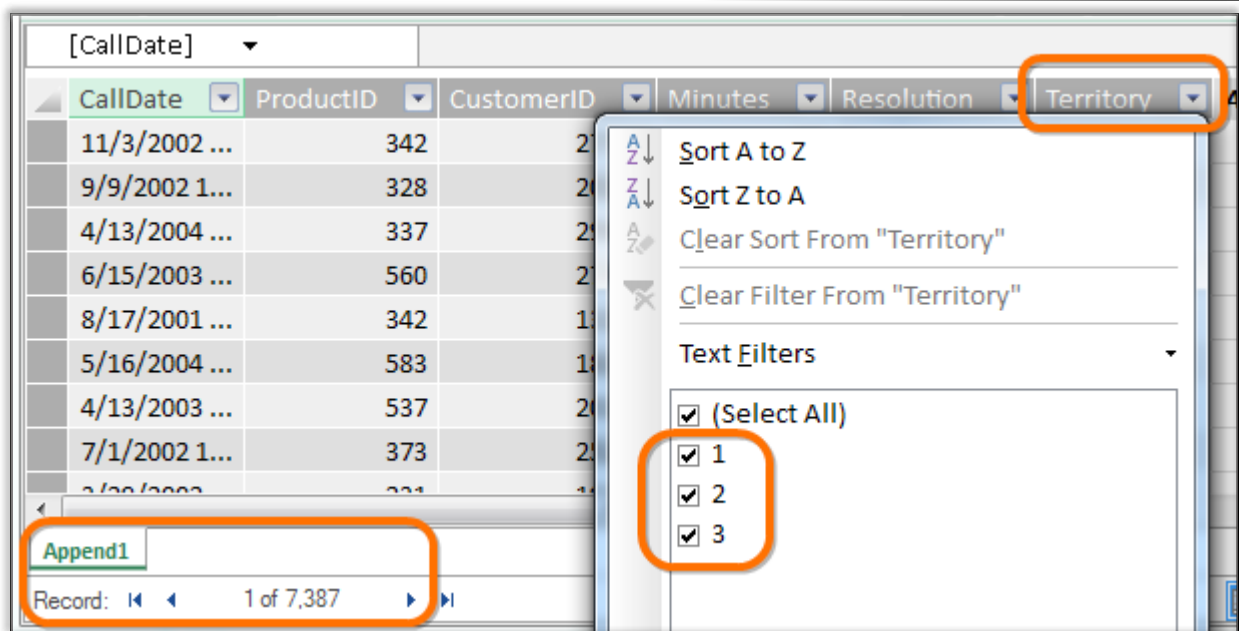 [CallDate]
CallDate ProductID CustomerID Minutes Resolution Territory
11/3/2002 ... 342
9/9/2002 1... 328
4/13/2004 ... 337
6/15/2003 ... 560
8/17/2001 ... 342
5/16/2004 ... 583
4/13/2003 ... 537
7/1/2002 1... 373
Sort A to Z
Sort Z to A
Clear Sort From "Territory"
Clear Filter From "Territory"
Text Filters
(Select All)
1
2
3
Append1
Record: 1 of 7,387